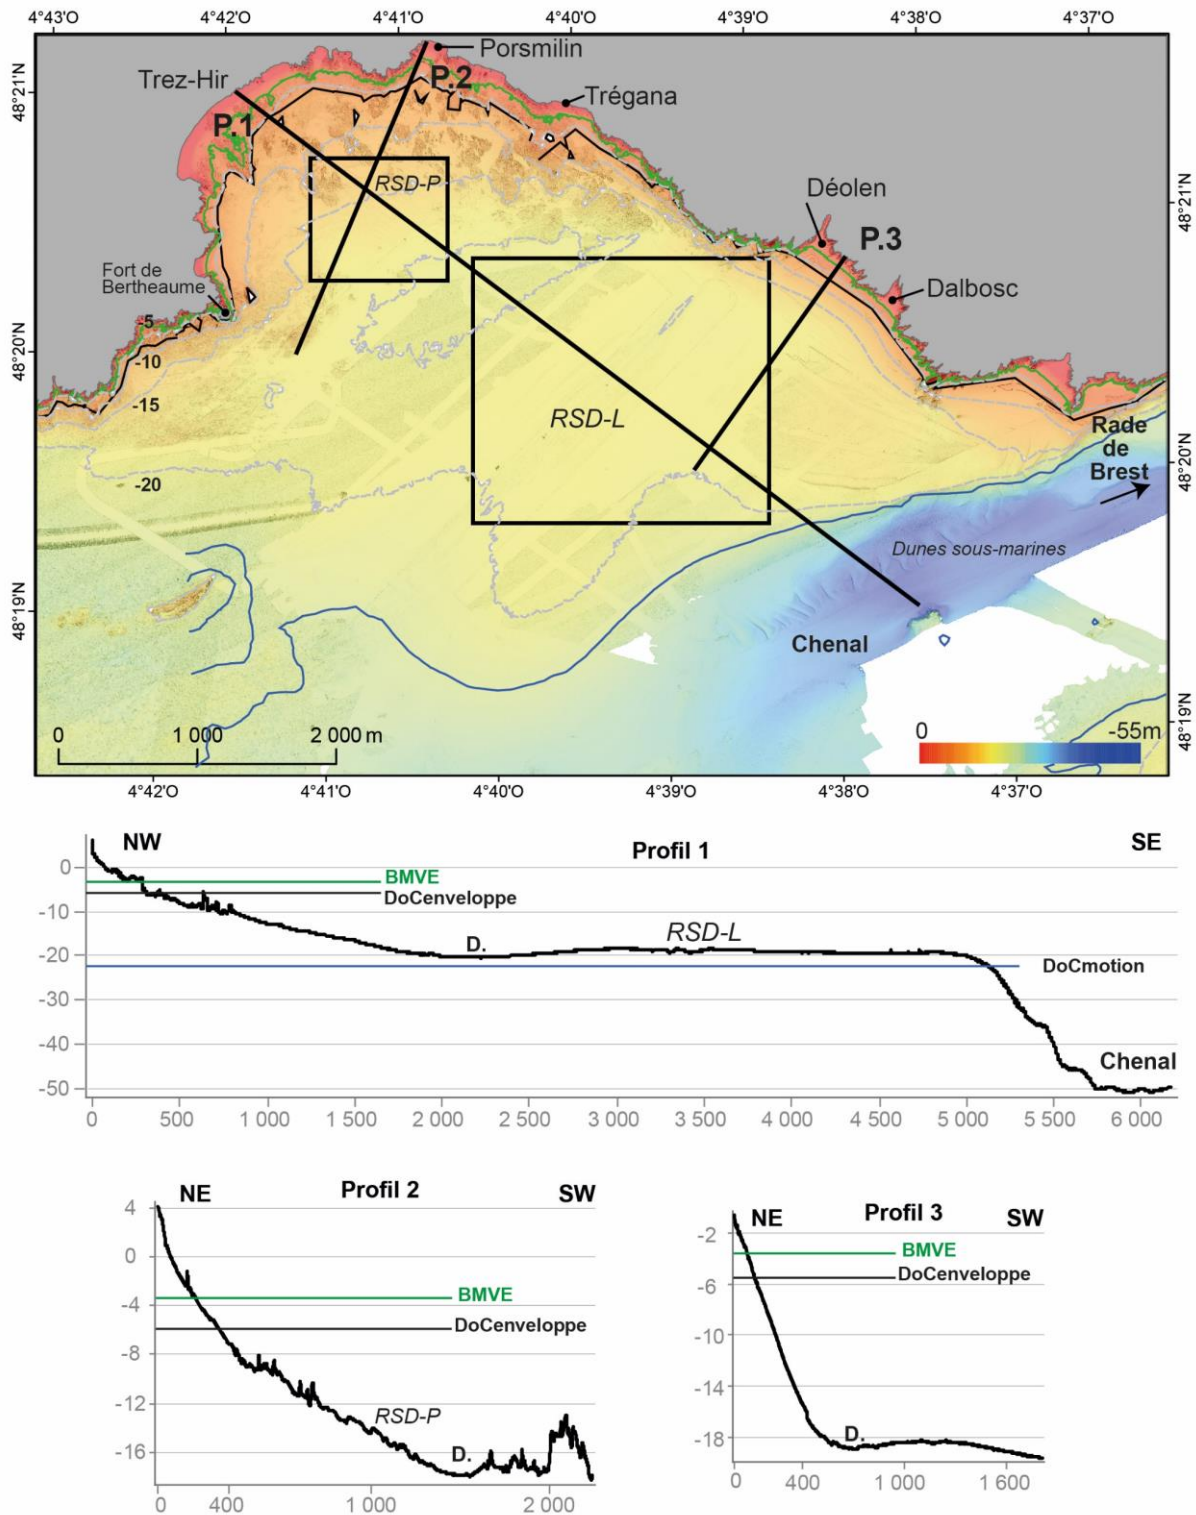 4°43'O 4°42'O 4°41'O 4°40'O 4°39'O 4°38'O 4°37'O
48°21'N
48°20'N
48°19'N
48°21'N
48°20'N
48°19'N
Porsmilin
Trez-Hir
P.2
Trégana
P.1
RSD-P
Déolen
P.3
Fort de
Bertheaume
Dalbosc
-5
-10
-15
-20
RSD-L
Rade
de
Brest
Dunes sous-marines
Chenal
0 1 000 2 000 m
0 -55m
4°42'O 4°41'O 4°40'O 4°39'O 4°38'O 4°37'O
NW Profil 1 SE
0
-10
-20
-30
-40
-50
BMVE
DoCenveloppe
D.
RSD-L
DoCmotion
Chenal
0 500 1 000 1 500 2 000 2 500 3 000 3 500 4 000 4 500 5 000 5 500 6 000
NE Profil 2 SW
4
0
-4
-8
-12
-16
BMVE
DoCenveloppe
RSD-P
D.
0 400 1 000 2 000
NE Profil 3 SW
-2
-6
-10
-14
-18
BMVE
DoCenveloppe
D.
0 400 1 000 1 600